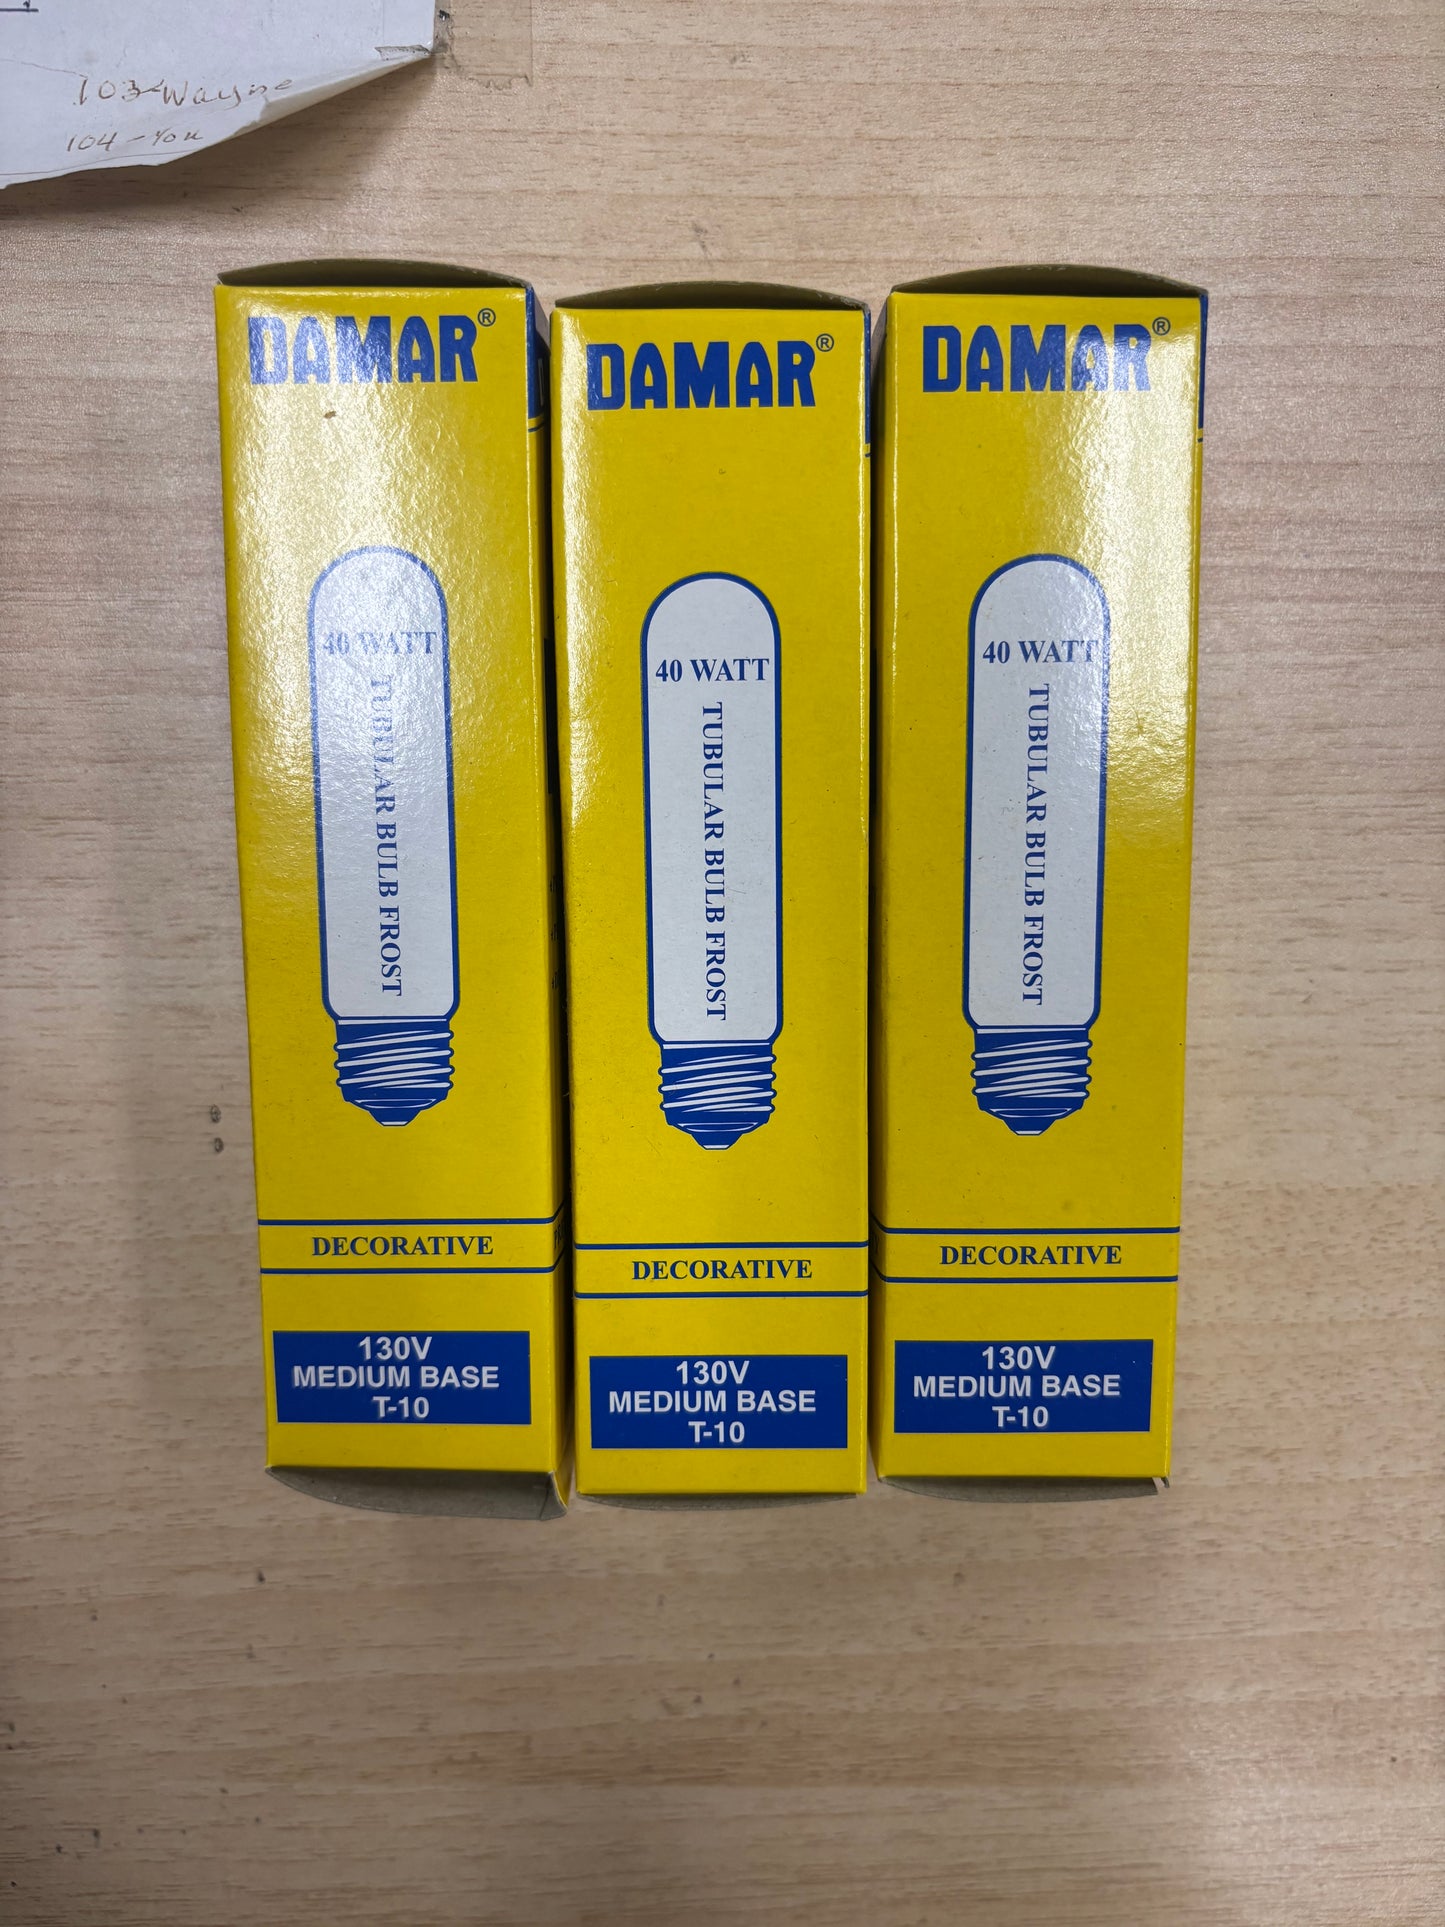 103-Wayne
104-You
DAMAR®
40 WATT
TUBULAR BULB FROST
DECORATIVE
130V
MEDIUM BASE
T-10
DAMAR®
40 WATT
TUBULAR BULB FROST
DECORATIVE
130V
MEDIUM BASE
T-10
DAMAR®
40 WATT
TUBULAR BULB FROST
DECORATIVE
130V
MEDIUM BASE
T-10